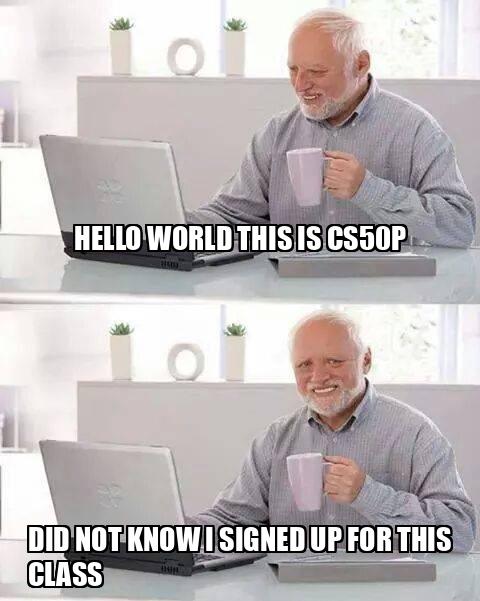 HELLO WORLD THIS IS CS50P
DID NOT KNOW I SIGNED UP FOR THIS
CLASS